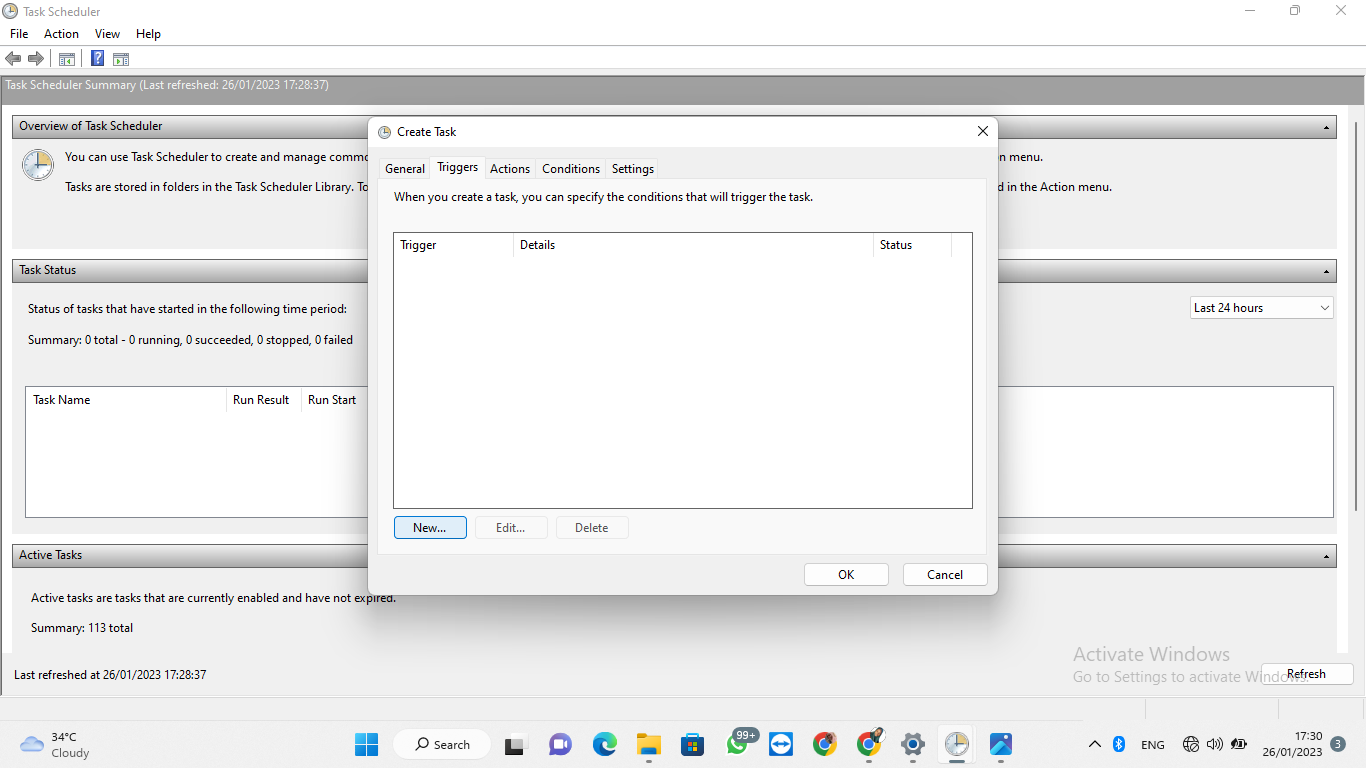 Task Scheduler
File Action View Help
Task Scheduler Summary (Last refreshed: 26/01/2023 17:28:37)
Overview of Task Scheduler
You can use Task Scheduler to create and manage
n menu.
Tasks are stored in folders in the Task Scheduler Library.
d in the Action menu.
Task Status
Status of tasks that have started in the following time period:
Last 24 hours
Summary: 0 total - 0 running, 0 succeeded, 0 stopped, 0 failed
Task Name Run Result Run Start
Active Tasks
Active tasks are tasks that are currently enabled and have not expired.
Summary: 113 total
Last refreshed at 26/01/2023 17:28:37
Refresh
Create Task
General Triggers Actions Conditions Settings
When you create a task, you can specify the conditions that will trigger the task.
Trigger Details Status
New... Edit... Delete
OK Cancel
Activate Windows
Go to Settings to activate Windows.
34°C
Cloudy
Search
99+
ENG
17:30
26/01/2023
3